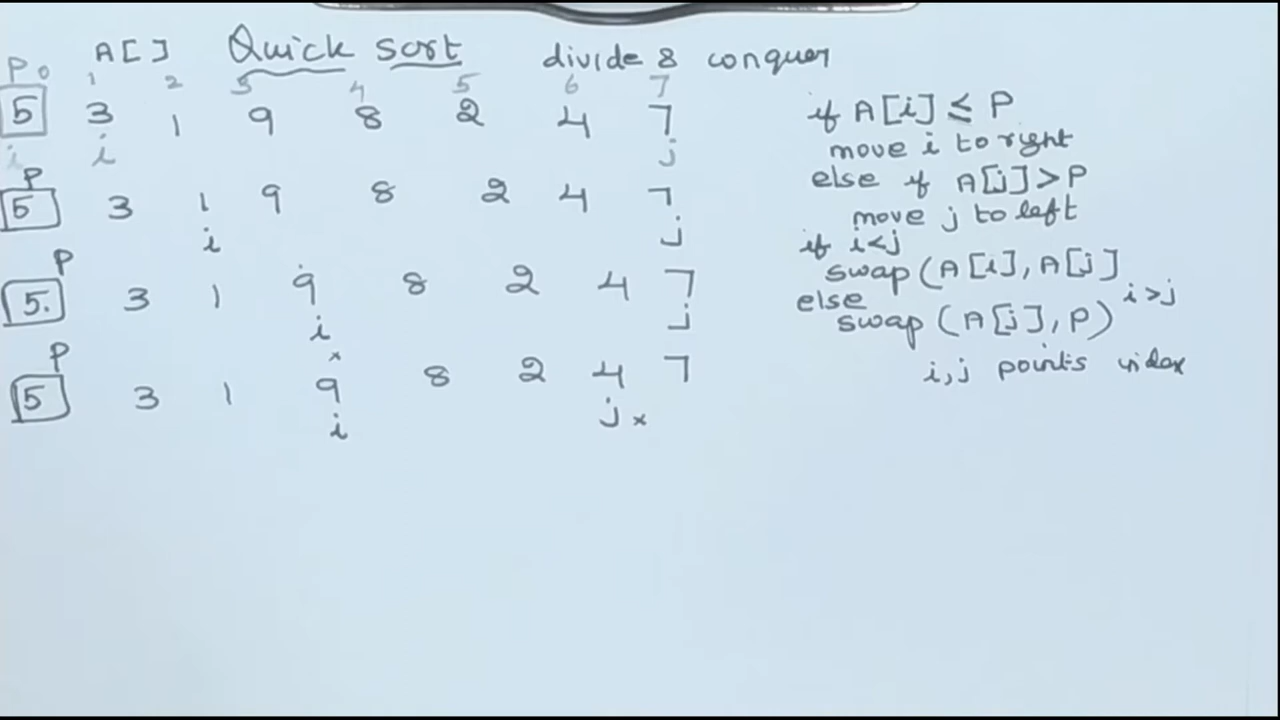 A[] Quick sort divide & conquer
P 0 1 2 3 4 5 6 7
5 3 1 9 8 2 4 7
i i j
P
5 3 1 9 8 2 4 7
i j
P
5. 3 1 9 8 2 4 7
i j
P x
5 3 1 9 8 2 4 7
i j x
if A[i] ≤ P
move i to right
else if A[j] > P
move j to left
if i<j
swap (A[i], A[j]
else i>j
swap (A[j], P)
i,j points index